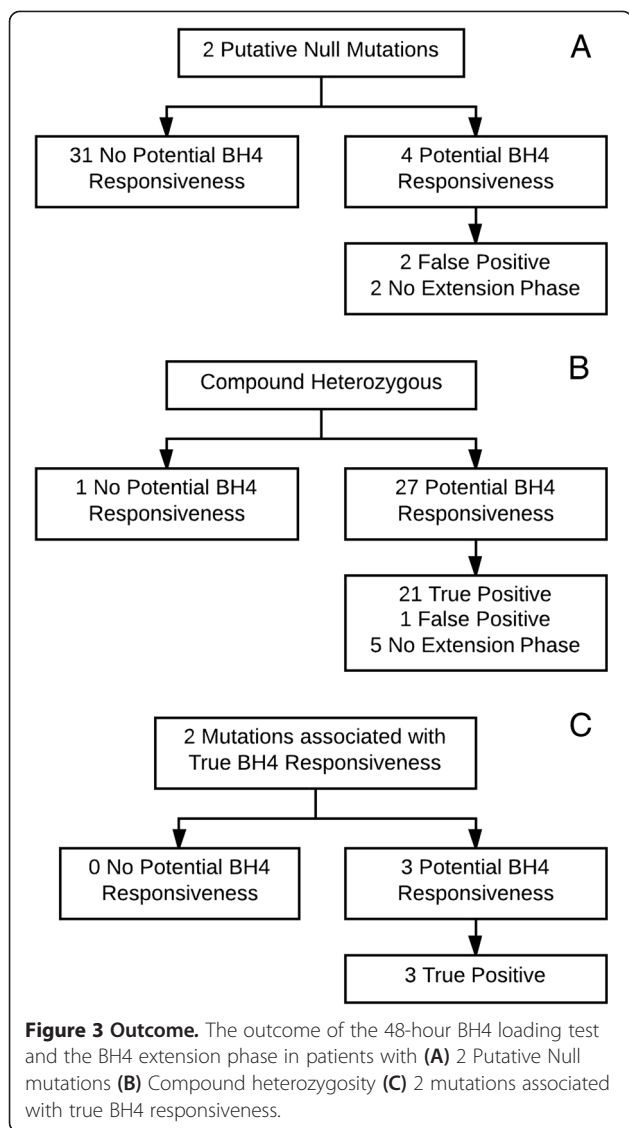 A
2 Putative Null Mutations
31 No Potential BH4
Responsiveness
4 Potential BH4
Responsiveness
2 False Positive
2 No Extension Phase
B
Compound Heterozygous
1 No Potential BH4
Responsiveness
27 Potential BH4
Responsiveness
21 True Positive
1 False Positive
5 No Extension Phase
C
2 Mutations associated with
True BH4 Responsiveness
0 No Potential BH4
Responsiveness
3 Potential BH4
Responsiveness
3 True Positive
Figure 3 Outcome. The outcome of the 48-hour BH4 loading test
and the BH4 extension phase in patients with (A) 2 Putative Null
mutations (B) Compound heterozygosity (C) 2 mutations associated
with true BH4 responsiveness.